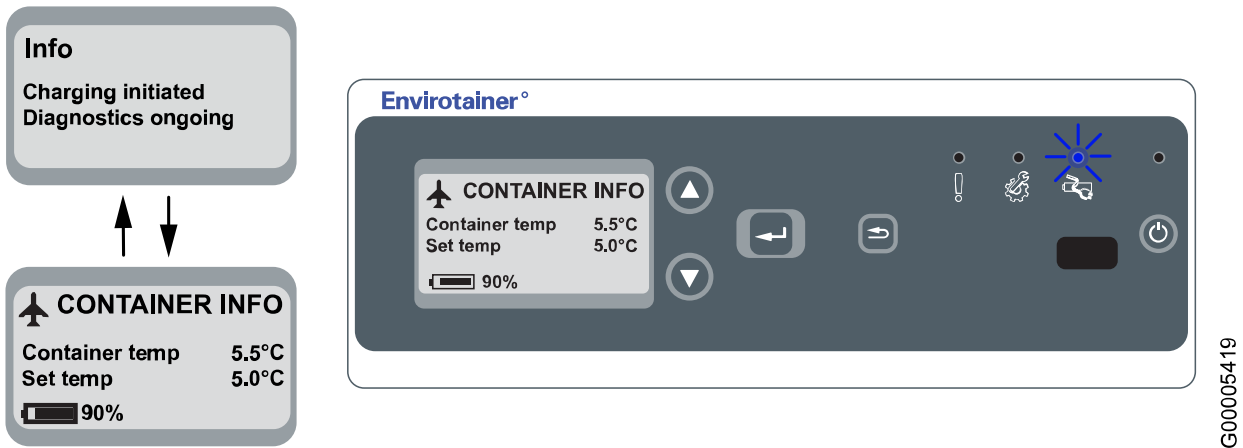 Info
Charging initiated
Diagnostics ongoing
CONTAINER INFO
Container temp 5.5°C
Set temp 5.0°C
90%
Envirotainer°
CONTAINER INFO
Container temp 5.5°C
Set temp 5.0°C
90%
G00005419